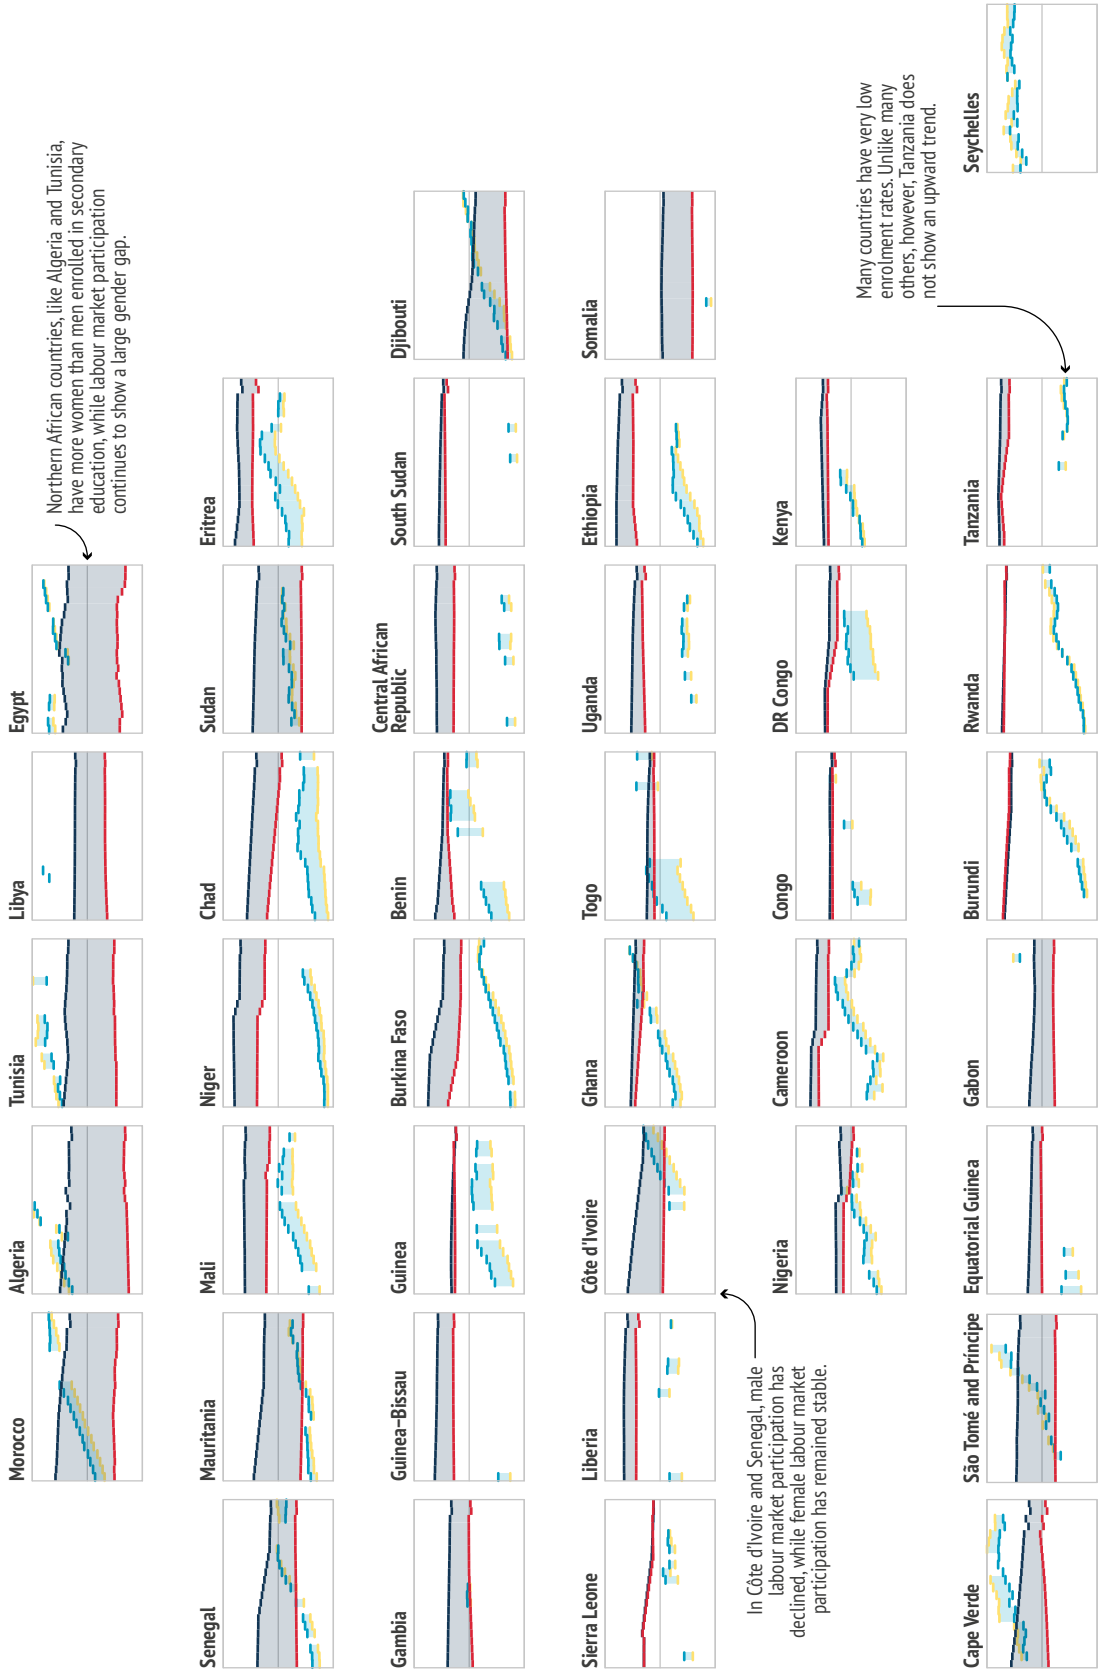 Morocco
Algeria
Tunisia
Libya
Egypt
Northern African countries, like Algeria and Tunisia,
have more women than men enrolled in secondary
education, while labour market participation
continues to show a large gender gap.
Senegal
Mauritania
Mali
Niger
Chad
Sudan
Eritrea
Gambia
Guinea–Bissau
Guinea
Burkina Faso
Benin
Central African
Republic
South Sudan
Djibouti
Sierra Leone
Liberia
Côte d'Ivoire
Ghana
Togo
Uganda
Ethiopia
Somalia
In Côte d'Ivoire and Senegal, male
labour market participation has
declined, while female labour market
participation has remained stable.
Nigeria
Cameroon
Congo
DR Congo
Kenya
Many countries have very low
enrolment rates. Unlike many
others, however, Tanzania does
not show an upward trend.
Cape Verde
São Tomé and Príncipe
Equatorial Guinea
Gabon
Burundi
Rwanda
Tanzania
Seychelles